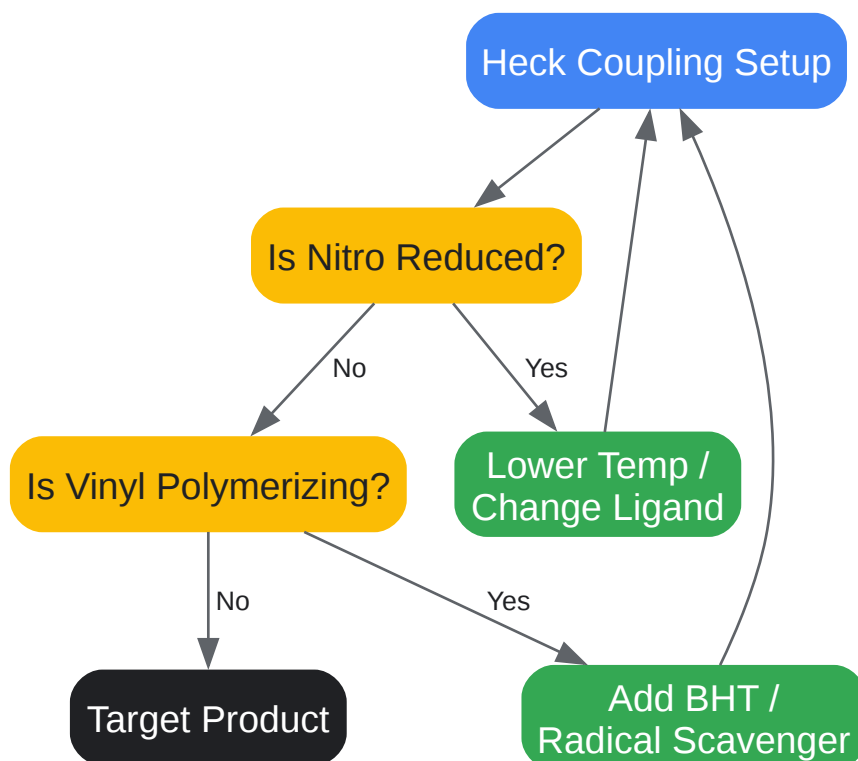 Heck Coupling Setup
Is Nitro Reduced?
No
Yes
Is Vinyl Polymerizing?
Lower Temp /
Change Ligand
No
Yes
Target Product
Add BHT /
Radical Scavenger